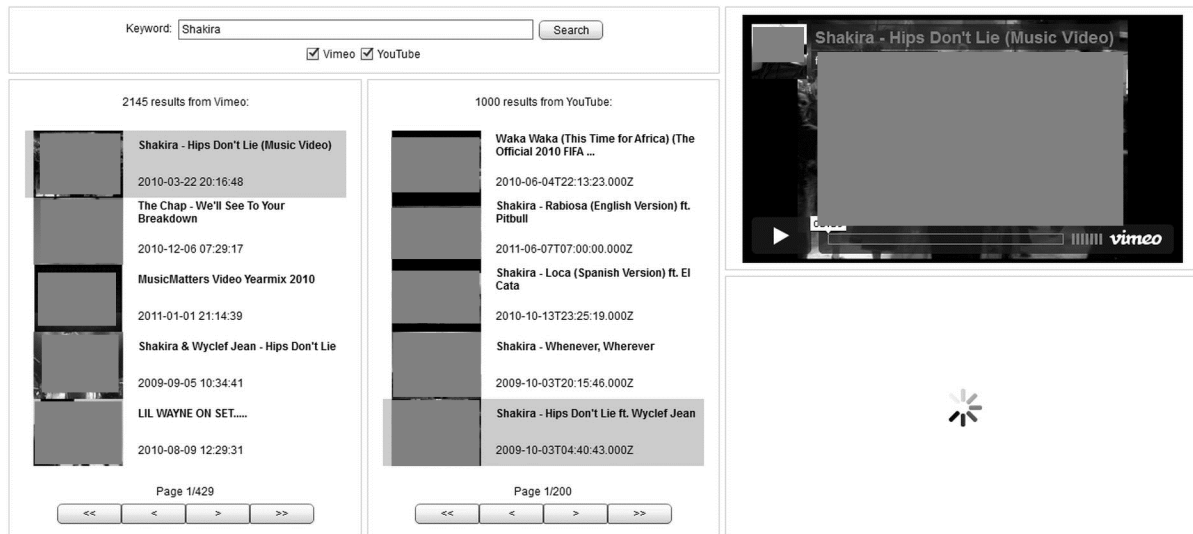 Keyword: Shakira Search
Vimeo YouTube
2145 results from Vimeo:
Shakira - Hips Don't Lie (Music Video)
2010-03-22 20:16:48
The Chap - We'll See To Your
Breakdown
2010-12-06 07:29:17
MusicMatters Video Yearmix 2010
2011-01-01 21:14:39
Shakira & Wyclef Jean - Hips Don't Lie
2009-09-05 10:34:41
LIL WAYNE ON SET.....
2010-08-09 12:29:31
Page 1/429
<< < > >>
1000 results from YouTube:
Waka Waka (This Time for Africa) (The
Official 2010 FIFA ...
2010-06-04T22:13:23.000Z
Shakira - Rabiosa (English Version) ft.
Pitbull
2011-06-07T07:00:00.000Z
Shakira - Loca (Spanish Version) ft. El
Cata
2010-10-13T23:25:19.000Z
Shakira - Whenever, Wherever
2009-10-03T20:15:46.000Z
Shakira - Hips Don't Lie ft. Wyclef Jean
2009-10-03T04:40:43.000Z
Page 1/200
<< < > >>
Shakira - Hips Don't Lie (Music Video)
vimeo